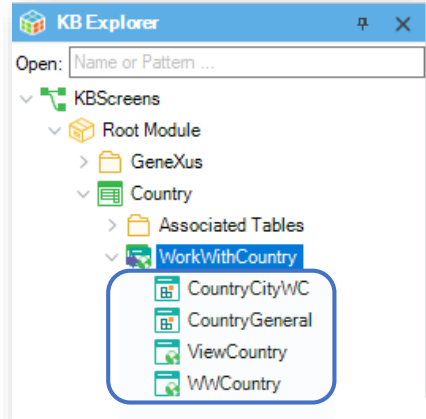 KB Explorer
Open: Name or Pattern ...
KBScreens
Root Module
GeneXus
Country
Associated Tables
WorkWithCountry
CountryCityWC
CountryGeneral
ViewCountry
WWCountry